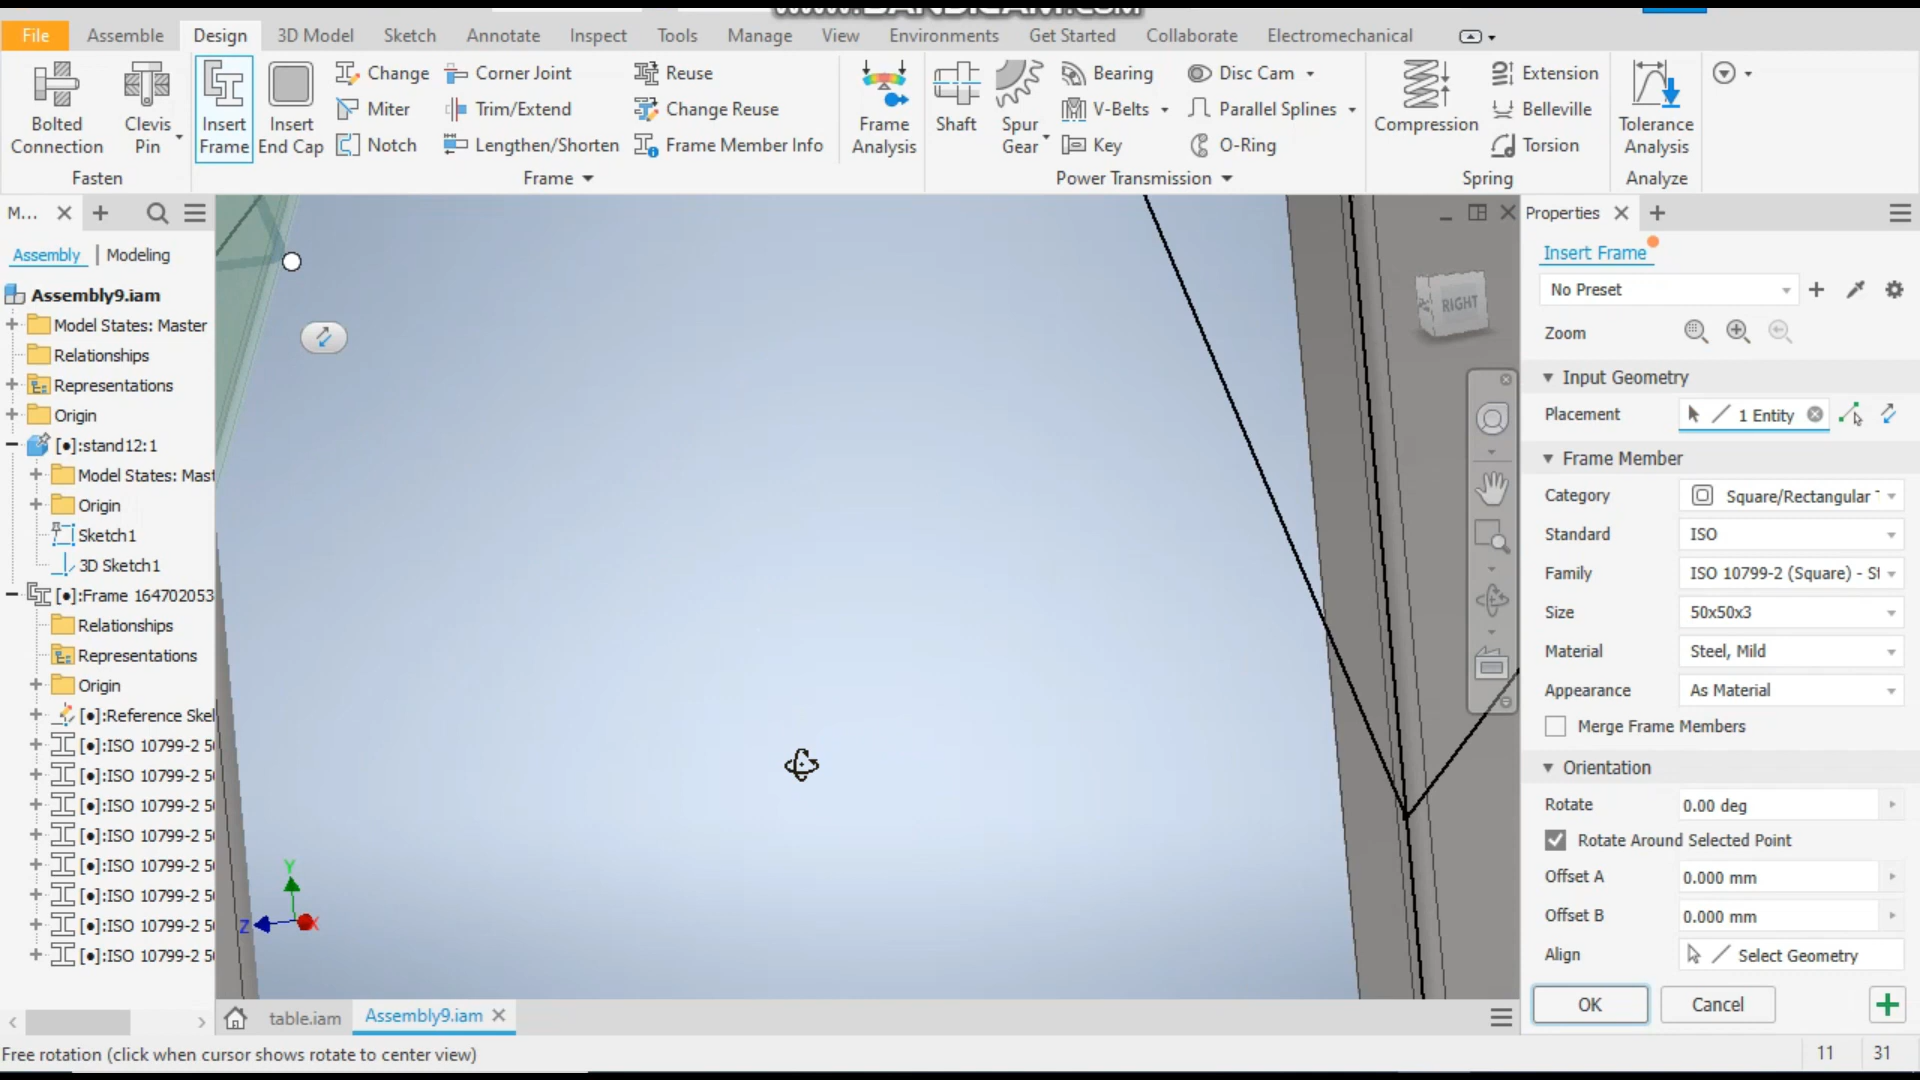 www.BANDICAM.com
File Assemble Design 3D Model Sketch Annotate Inspect Tools Manage View Environments Get Started Collaborate Electromechanical
Bolted Connection
Clevis Pin
Insert Frame
Insert End Cap
Change
Miter
Notch
Corner Joint
Trim/Extend
Lengthen/Shorten
Reuse
Change Reuse
Frame Member Info
Frame Analysis
Shaft
Spur Gear
Bearing
V-Belts
Key
Disc Cam
Parallel Splines
O-Ring
Compression
Extension
Belleville
Torsion
Tolerance Analysis
Fasten Frame Power Transmission Spring Analyze
M...
Assembly | Modeling
Assembly9.iam
Model States: Master
Relationships
Representations
Origin
[•]:stand12:1
Model States: Mast
Origin
Sketch1
3D Sketch1
[•]:Frame 164702053
Relationships
Representations
Origin
[•]:Reference Skel
[•]:ISO 10799-2 5
[•]:ISO 10799-2 5
[•]:ISO 10799-2 5
[•]:ISO 10799-2 5
[•]:ISO 10799-2 5
[•]:ISO 10799-2 5
[•]:ISO 10799-2 5
[•]:ISO 10799-2 5
RIGHT
Y
Z X
table.iam Assembly9.iam
Properties
Insert Frame
No Preset
Zoom
Input Geometry
Placement 1 Entity
Frame Member
Category Square/Rectangular
Standard ISO
Family ISO 10799-2 (Square) - St
Size 50x50x3
Material Steel, Mild
Appearance As Material
Merge Frame Members
Orientation
Rotate 0.00 deg
Rotate Around Selected Point
Offset A 0.000 mm
Offset B 0.000 mm
Align Select Geometry
OK Cancel
Free rotation (click when cursor shows rotate to center view) 11 31